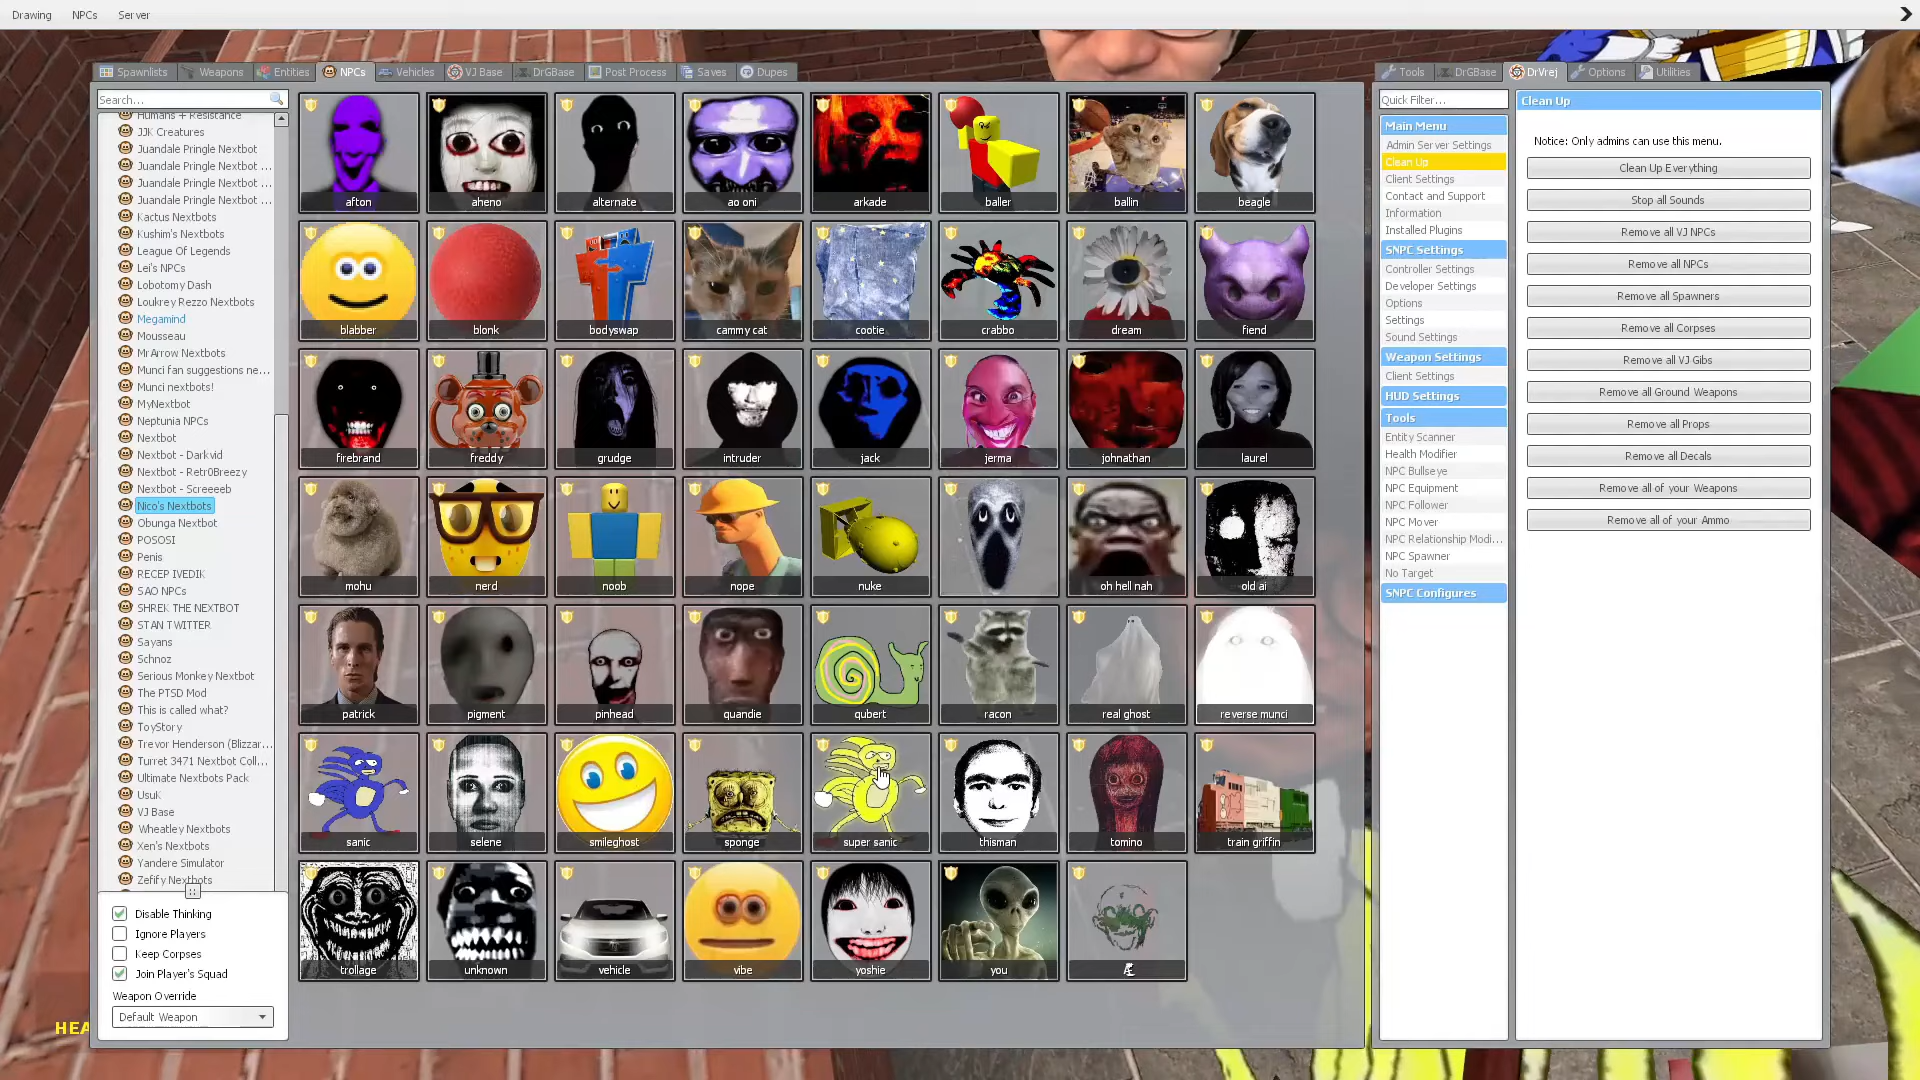 Drawing NPCs Server
Spawnlists Weapons Entities NPCs Vehicles VJ Base DrGBase Post Process Saves Dupes
Tools DrGBase DrVrej Options Utilities
Search...
Humans + Resistance
JJK Creatures
Juandale Pringle Nextbot
Juandale Pringle Nextbot ...
Juandale Pringle Nextbot ...
Juandale Pringle Nextbot ...
Kactus Nextbots
Kushim's Nextbots
League Of Legends
Lei's NPCs
Lobotomy Dash
Loukrey Rezzo Nextbots
Megamind
Mousseau
MrArrow Nextbots
Munci fan suggestions ne...
Munci nextbots!
MyNextbot
Neptunia NPCs
Nextbot
Nextbot - Darkvid
Nextbot - Retr0Breezy
Nextbot - Screeeeb
Nico's Nextbots
Obunga Nextbot
POSOSI
Penis
RECEP IVEDIK
SAO NPCs
SHREK THE NEXTBOT
STAN TWITTER
Sayans
Schnoz
Serious Monkey Nextbot
The PTSD Mod
This is called what?
ToyStory
Trevor Henderson (Blizzar...
Turret 3471 Nextbot Coll...
Ultimate Nextbots Pack
UsuK
VJ Base
Wheatley Nextbots
Xen's Nextbots
Yandere Simulator
Zefify Nextbots
Disable Thinking
Ignore Players
Keep Corpses
Join Player's Squad
Weapon Override
Default Weapon
HEA
afton aheno alternate ao oni arkade baller ballin beagle
blabber blonk bodyswap cammy cat cootie crabbo dream fiend
firebrand freddy grudge intruder jack jerma johnathan laurel
mohu nerd noob nope nuke oh hell nah old ai
patrick pigment pinhead quandie qubert racon real ghost reverse munci
sanic selene smileghost sponge super sanic thisman tomino train griffin
trollage unknown vehicle vibe yoshie you Æ
Quick Filter...
Main Menu
Admin Server Settings
Clean Up
Client Settings
Contact and Support
Information
Installed Plugins
SNPC Settings
Controller Settings
Developer Settings
Options
Settings
Sound Settings
Weapon Settings
Client Settings
HUD Settings
Tools
Entity Scanner
Health Modifier
NPC Bullseye
NPC Equipment
NPC Follower
NPC Mover
NPC Relationship Modi...
NPC Spawner
No Target
SNPC Configures
Clean Up
Notice: Only admins can use this menu.
Clean Up Everything
Stop all Sounds
Remove all VJ NPCs
Remove all NPCs
Remove all Spawners
Remove all Corpses
Remove all VJ Gibs
Remove all Ground Weapons
Remove all Props
Remove all Decals
Remove all of your Weapons
Remove all of your Ammo